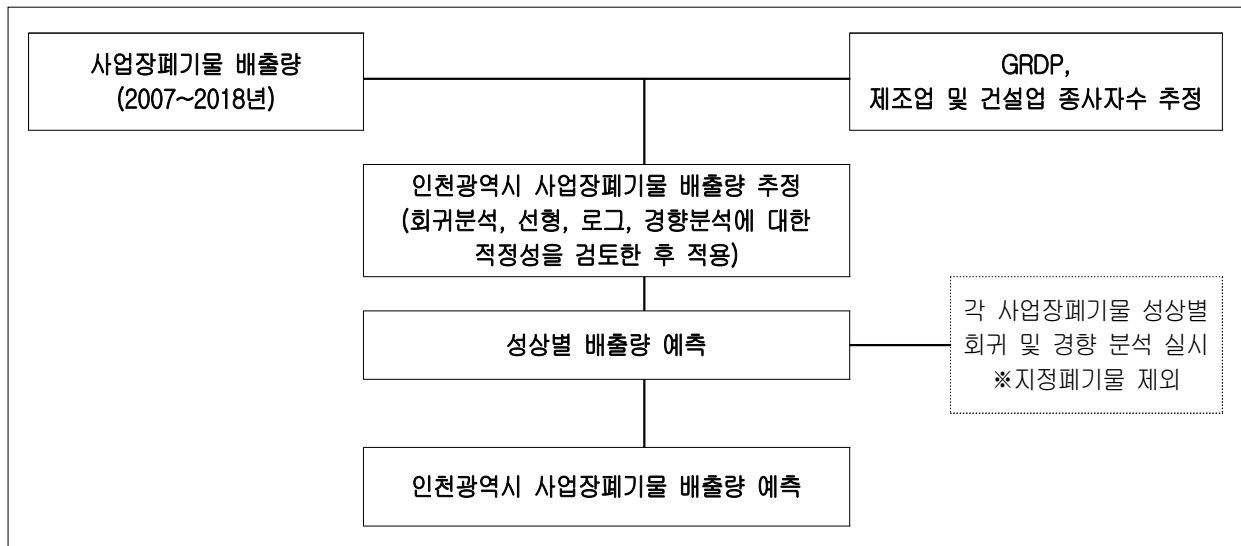 사업장폐기물 배출량
(2007~2018년)
GRDP,
제조업 및 건설업 종사자수 추정
인천광역시 사업장폐기물 배출량 추정
(회귀분석, 선형, 로그, 경향분석에 대한
적정성을 검토한 후 적용)
성상별 배출량 예측
각 사업장폐기물 성상별
회귀 및 경향 분석 실시
※지정폐기물 제외
인천광역시 사업장폐기물 배출량 예측